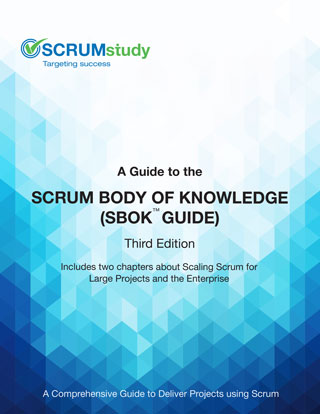 SCRUMstudy
Targeting success
A Guide to the
SCRUM BODY OF KNOWLEDGE
(SBOK™ GUIDE)
Third Edition
Includes two chapters about Scaling Scrum for
Large Projects and the Enterprise
A Comprehensive Guide to Deliver Projects using Scrum